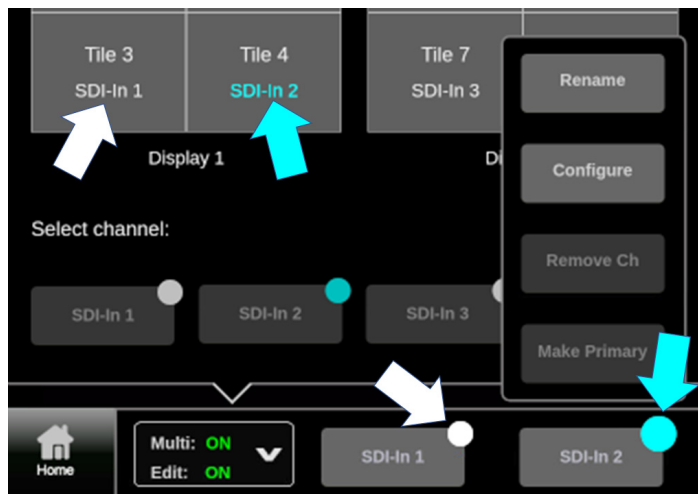 Tile 3
SDI-In 1
Tile 4
SDI-In 2
Tile 7
SDI-In 3
Display 1
Di
Select channel:
SDI-In 1
SDI-In 2
SDI-In 3
Rename
Configure
Remove Ch
Make Primary
Home
Multi: ON
Edit: ON
SDI-In 1
SDI-In 2